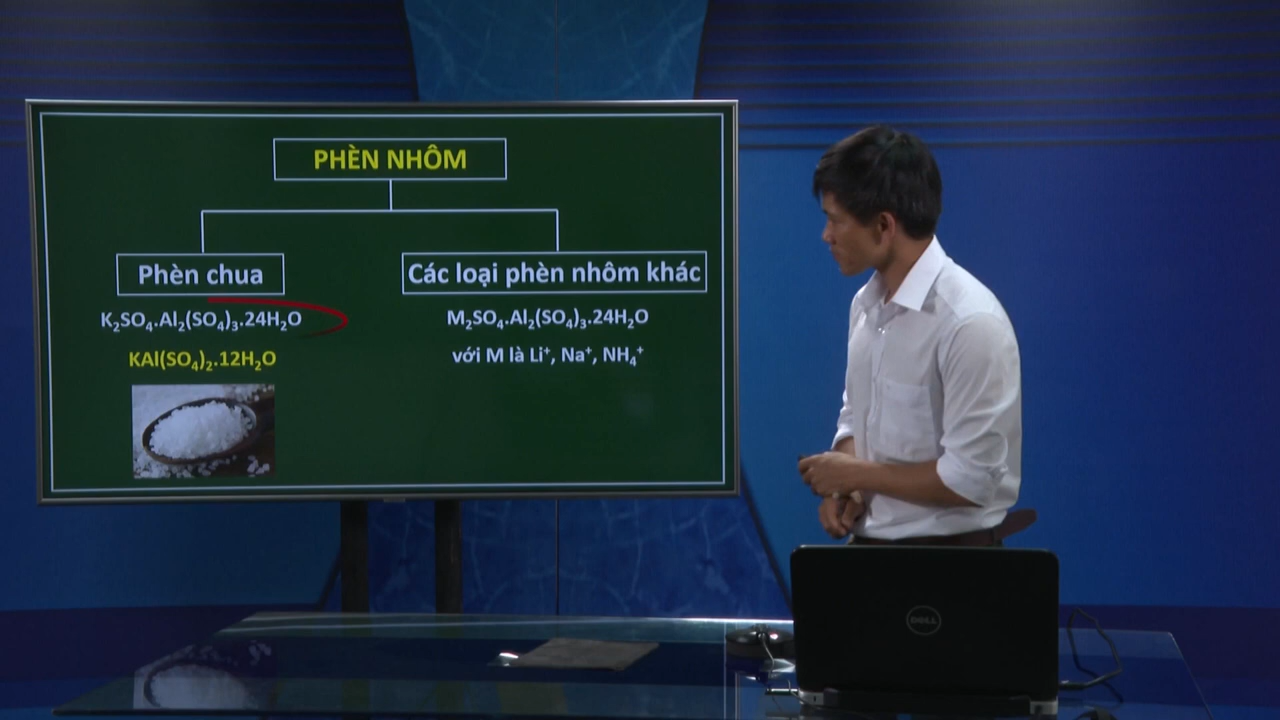 PHÈN NHÔM
Phèn chua
K₂SO₄.Al₂(SO₄)₃.24H₂O
KAl(SO₄)₂.12H₂O
Các loại phèn nhôm khác
M₂SO₄.Al₂(SO₄)₃.24H₂O
với M là Li⁺, Na⁺, NH₄⁺
DELL